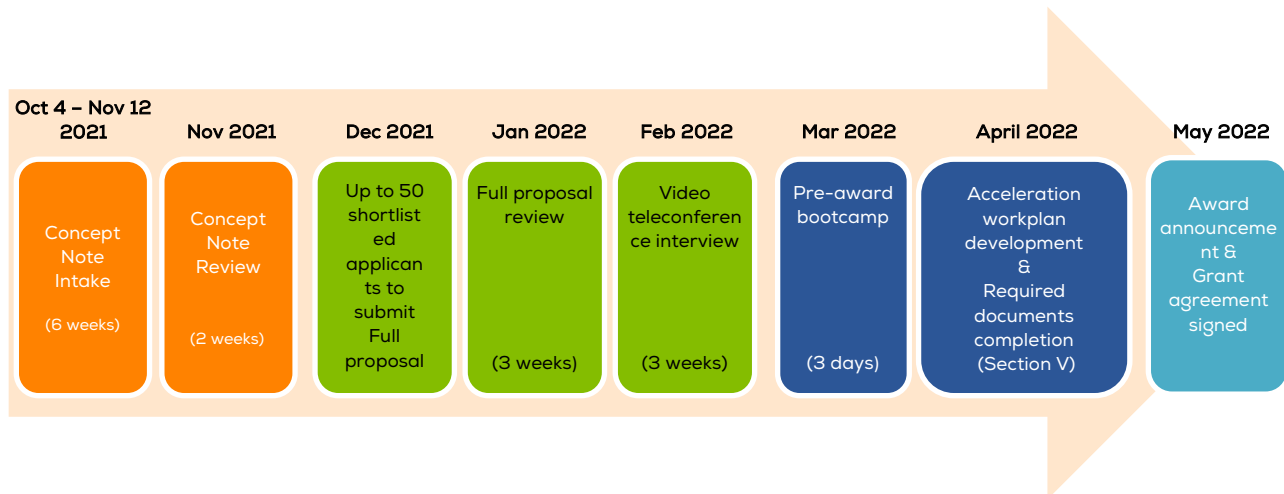 Oct 4 – Nov 12
2021
Nov 2021
Dec 2021
Jan 2022
Feb 2022
Mar 2022
April 2022
May 2022
Concept
Note
Intake
(6 weeks)
Concept
Note
Review
(2 weeks)
Up to 50
shortlist
ed
applican
ts to
submit
Full
proposal
Full proposal
review
(3 weeks)
Video
teleconferen
ce interview
(3 weeks)
Pre-award
bootcamp
(3 days)
Acceleration
workplan
development
&
Required
documents
completion
(Section V)
Award
announceme
nt &
Grant
agreement
signed